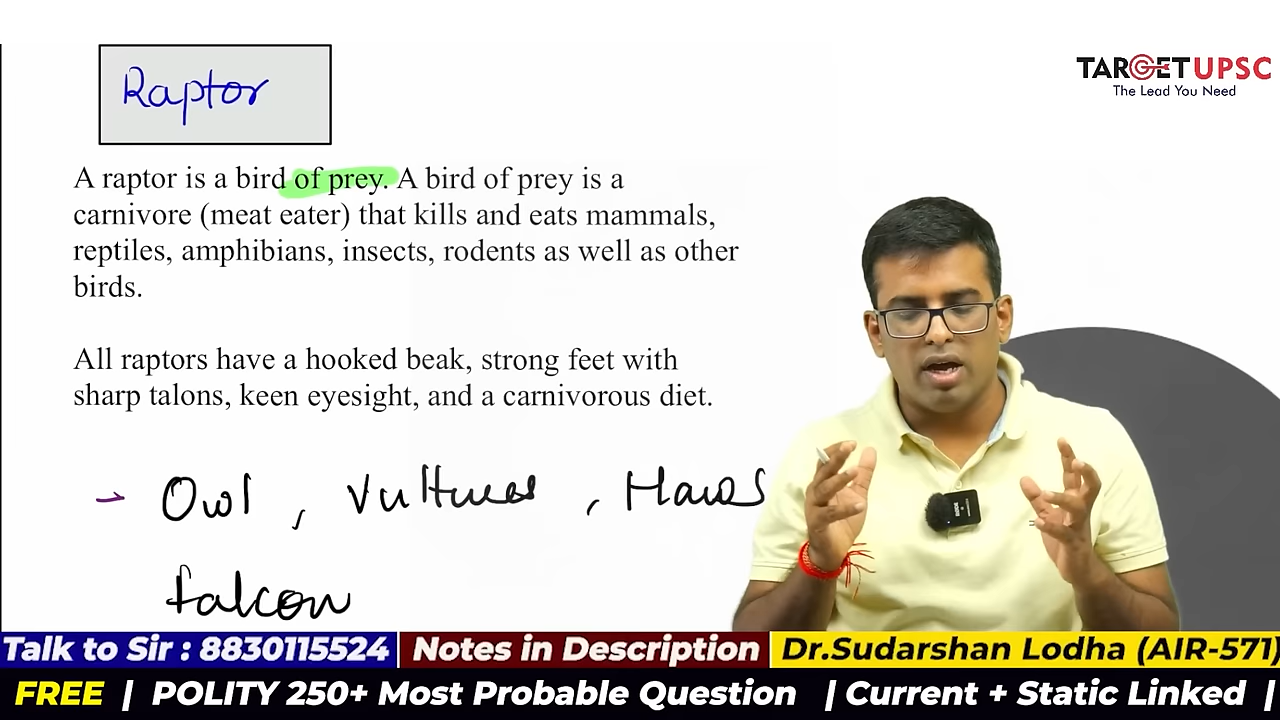 Raptor
TARGETUPSC
The Lead You Need
A raptor is a bird of prey. A bird of prey is a
carnivore (meat eater) that kills and eats mammals,
reptiles, amphibians, insects, rodents as well as other
birds.
All raptors have a hooked beak, strong feet with
sharp talons, keen eyesight, and a carnivorous diet.
→ Owl, Vultures,
falcon
Talk to Sir : 8830115524 Notes in Description Dr.Sudarshan Lodha (AIR-571)
FREE | POLITY 250+ Most Probable Question | Current + Static Linked |